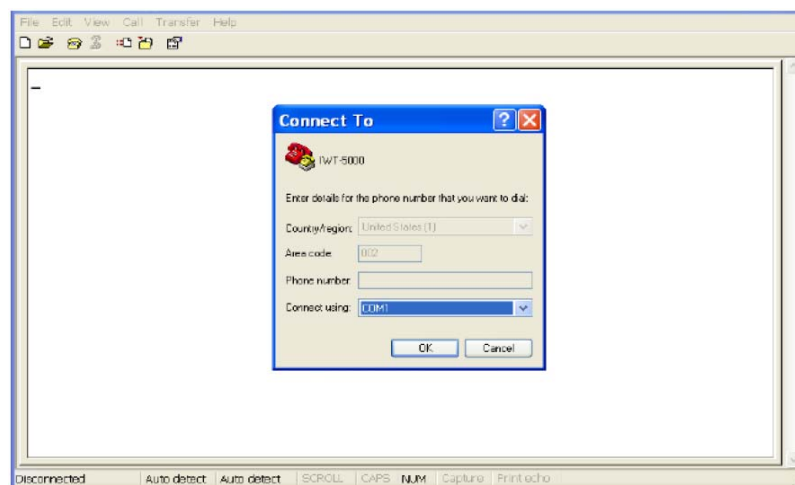 File Edit View Call Transfer Help
Connect To
IWT-5000
Enter details for the phone number that you want to dial:
Country/region: United States (1)
Area code: 002
Phone number:
Connect using: COM1
OK Cancel
Disconnected Auto detect Auto detect SCROLL CAPS NUM Capture Print echo